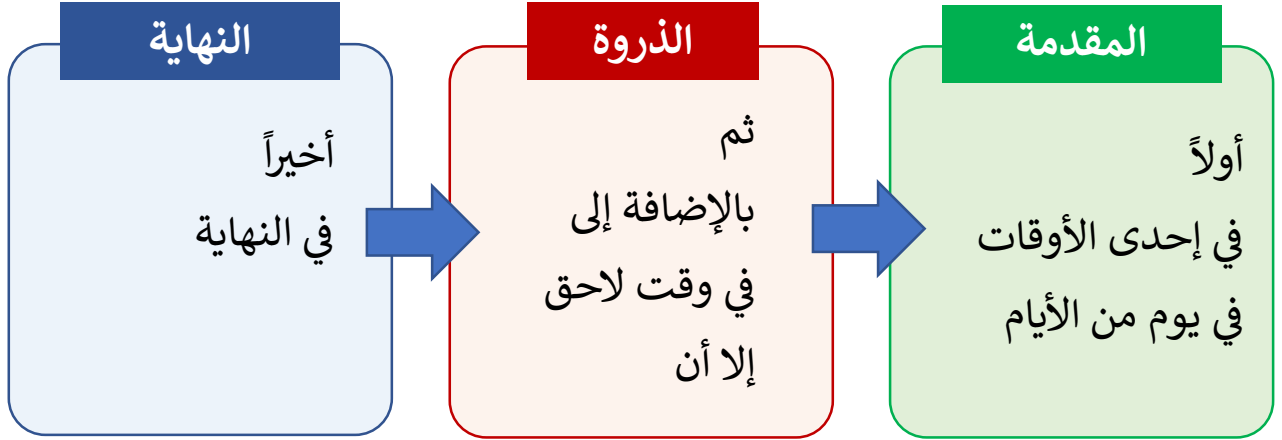 المقدمة
أولاً
في إحدى الأوقات
في يوم من الأيام
الذروة
ثم
بالإضافة إلى
في وقت لاحق
إلا أن
النهاية
أخيراً
في النهاية